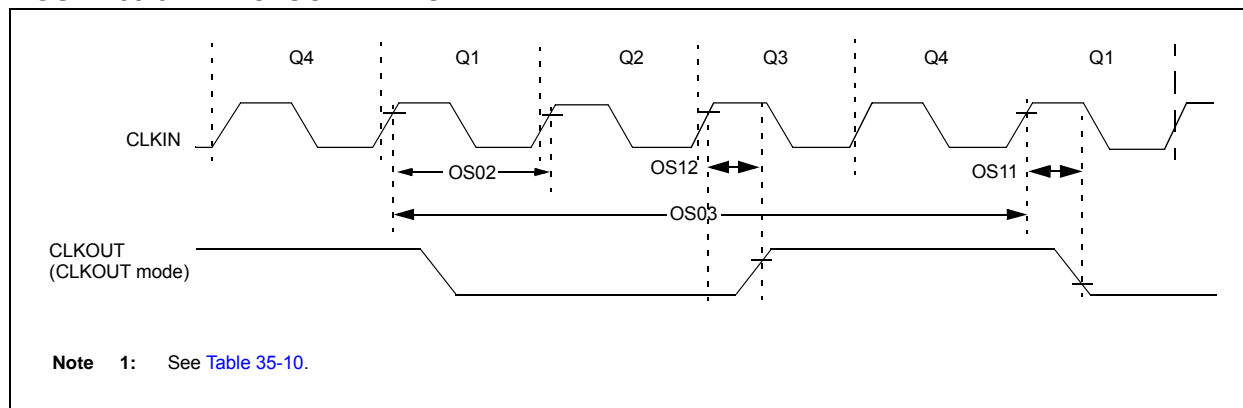 Q4 Q1 Q2 Q3 Q4 Q1
CLKIN
OS02
OS12
OS11
OS03
CLKOUT
(CLKOUT mode)
Note 1: See Table 35-10.